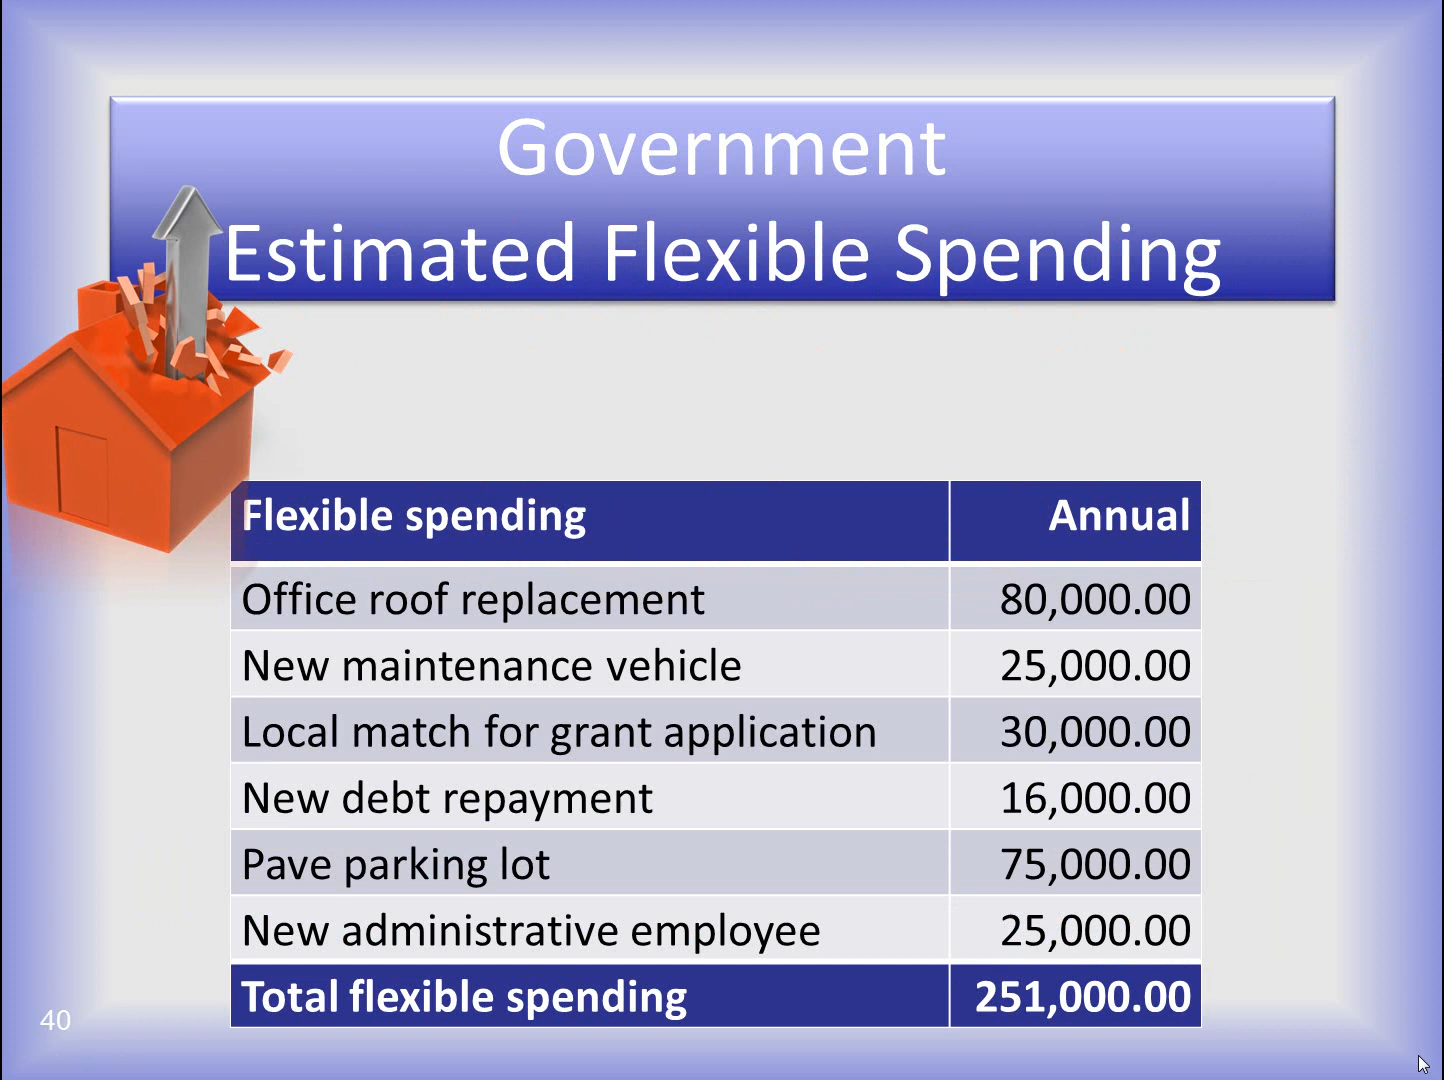 Government
Estimated Flexible Spending
Flexible spending Annual
Office roof replacement 80,000.00
New maintenance vehicle 25,000.00
Local match for grant application 30,000.00
New debt repayment 16,000.00
Pave parking lot 75,000.00
New administrative employee 25,000.00
Total flexible spending 251,000.00
40